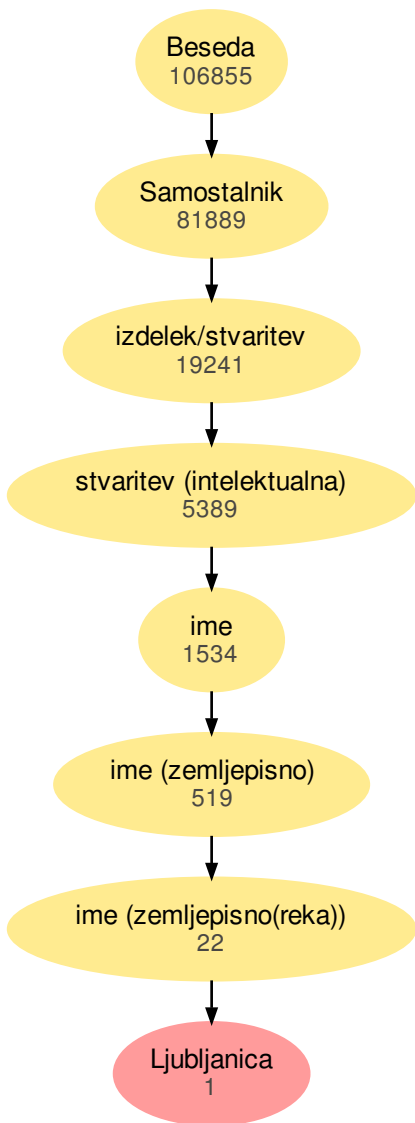 Beseda
106855
Samostalnik
81889
izdelek/stvaritev
19241
stvaritev (intelektualna)
5389
ime
1534
ime (zemljepisno)
519
ime (zemljepisno(reka))
22
Ljubljanica
1